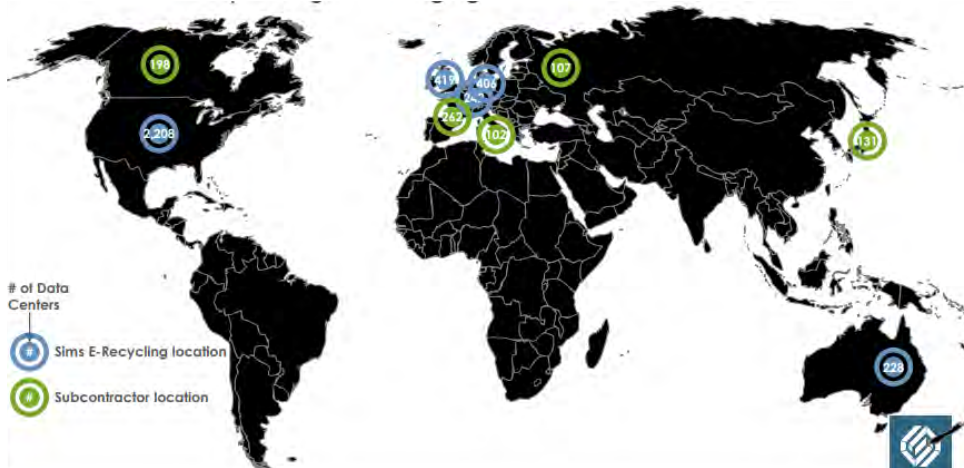 198
419
406
107
2,208
262
102
131
# of Data
Centers
# Sims E-Recycling location
# Subcontractor location
228